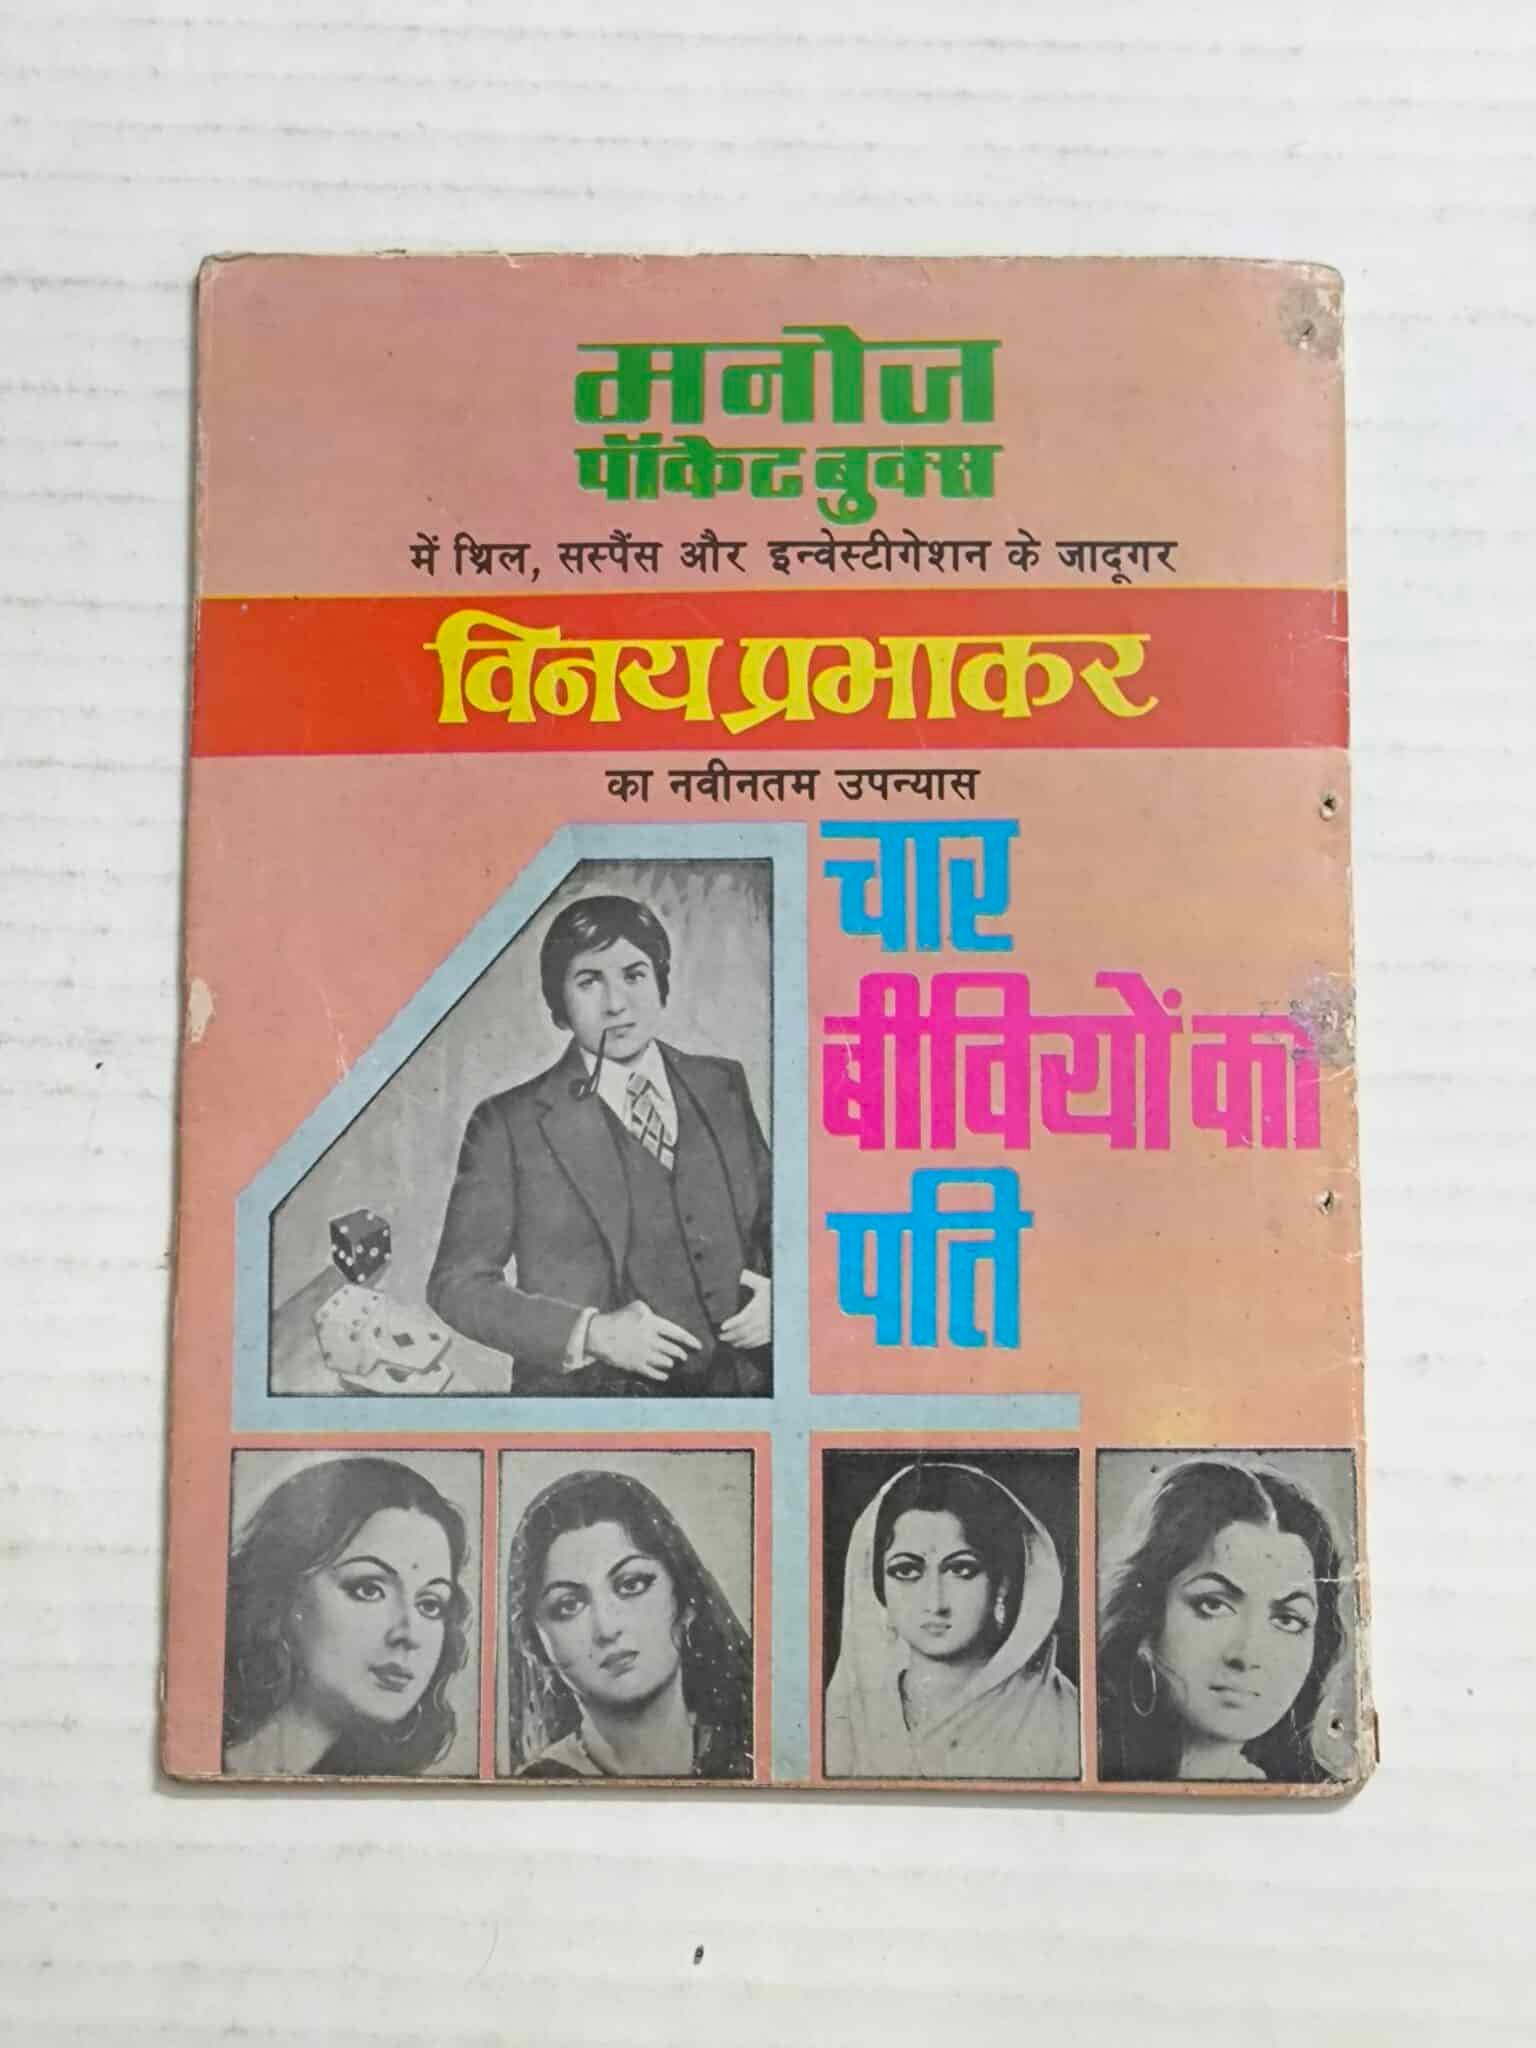 मनोज
पॉकेट बुक्स
में थ्रिल, सस्पैंस और इन्वेस्टीगेशन के जादूगर
विनय प्रभाकर
का नवीनतम उपन्यास
चार
बीवियों का
पति